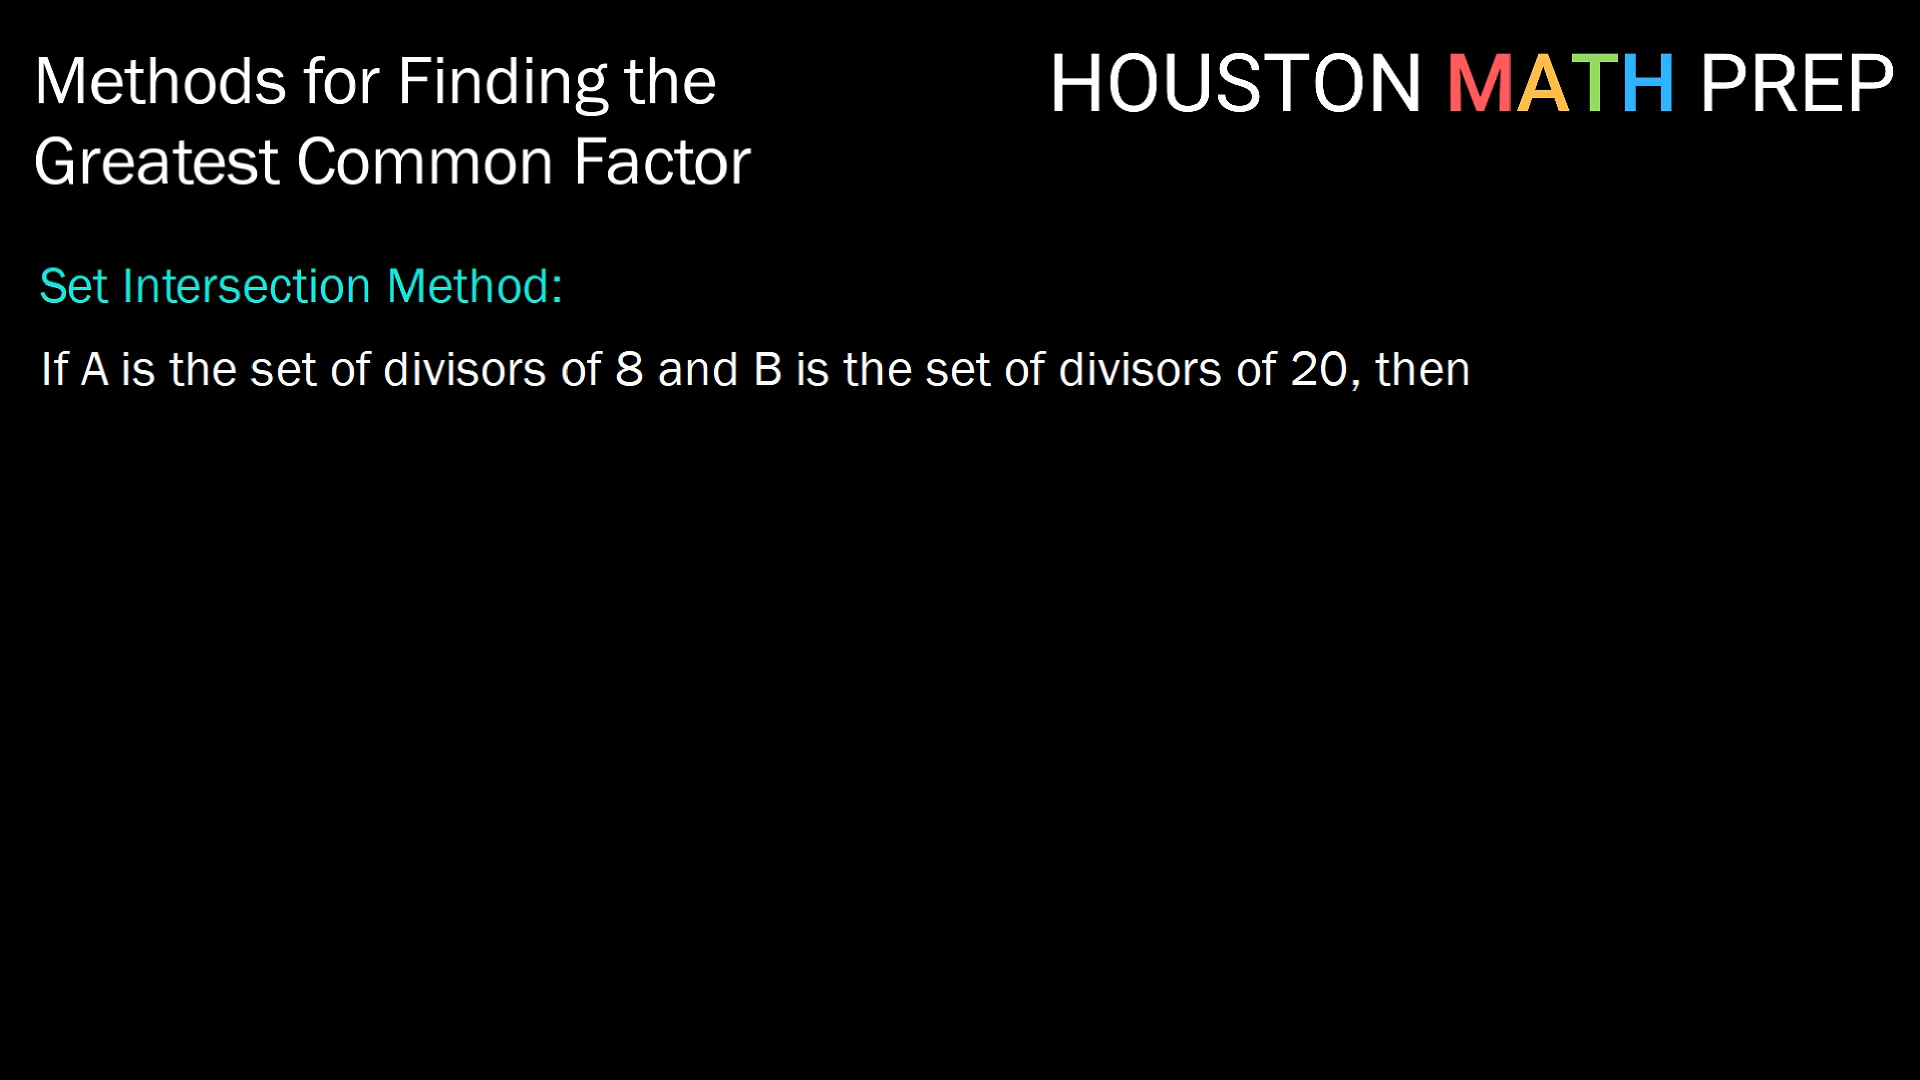 Methods for Finding the
Greatest Common Factor
HOUSTON MATH PREP
Set Intersection Method:
If A is the set of divisors of 8 and B is the set of divisors of 20, then